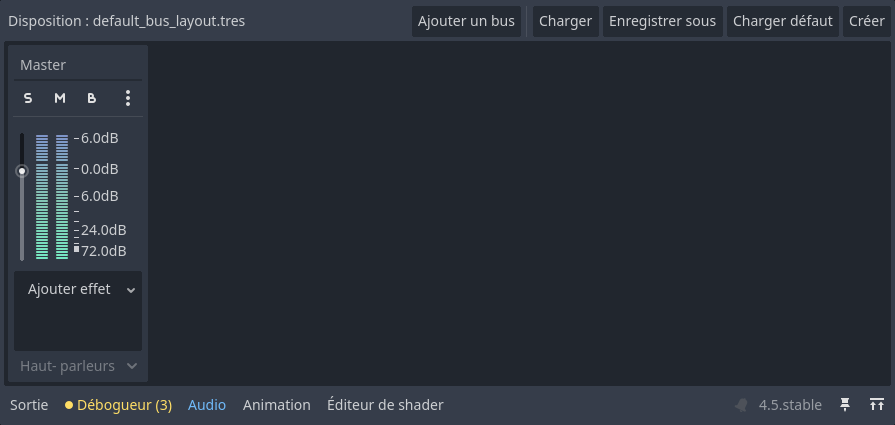 Disposition : default_bus_layout.tres Ajouter un bus Charger Enregistrer sous Charger défaut Créer
Master
S M B
6.0dB
0.0dB
6.0dB
24.0dB
72.0dB
Ajouter effet
Haut- parleurs
Sortie Débogueur (3) Audio Animation Éditeur de shader 4.5.stable